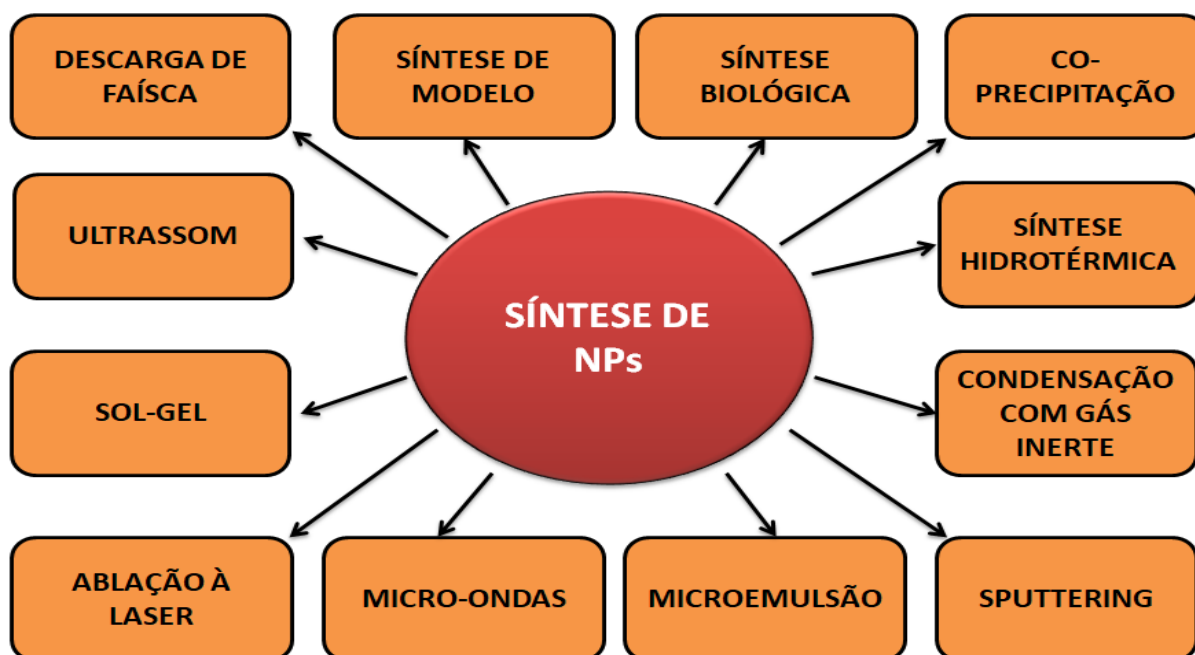 DESCARGA DE
FAÍSCA
SÍNTESE DE
MODELO
SÍNTESE
BIOLÓGICA
CO-
PRECIPITAÇÃO
ULTRASSOM
SÍNTESE
HIDROTÉRMICA
SÍNTESE DE
NPs
SOL-GEL
CONDENSAÇÃO
COM GÁS
INERTE
ABLAÇÃO À
LASER
MICRO-ONDAS
MICROEMULSÃO
SPUTTERING